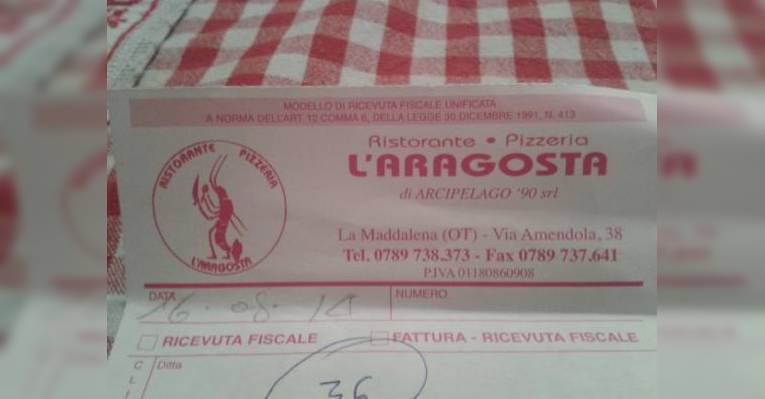 MODELLO DI RICEVUTA FISCALE UNIFICATA
A NORMA DELL'ART. 12 COMMA 6, DELLA LEGGE 30 DICEMBRE 1991, N. 413
RISTORANTE PIZZERIA
L'ARAGOSTA
Ristorante • Pizzeria
L'ARAGOSTA
di ARCIPELAGO '90 srl
La Maddalena (OT) - Via Amendola, 38
Tel. 0789 738.373 - Fax 0789 737.641
P.IVA 01180860908
DATA 16.08.14 NUMERO
RICEVUTA FISCALE FATTURA - RICEVUTA FISCALE
C L I Ditta
36